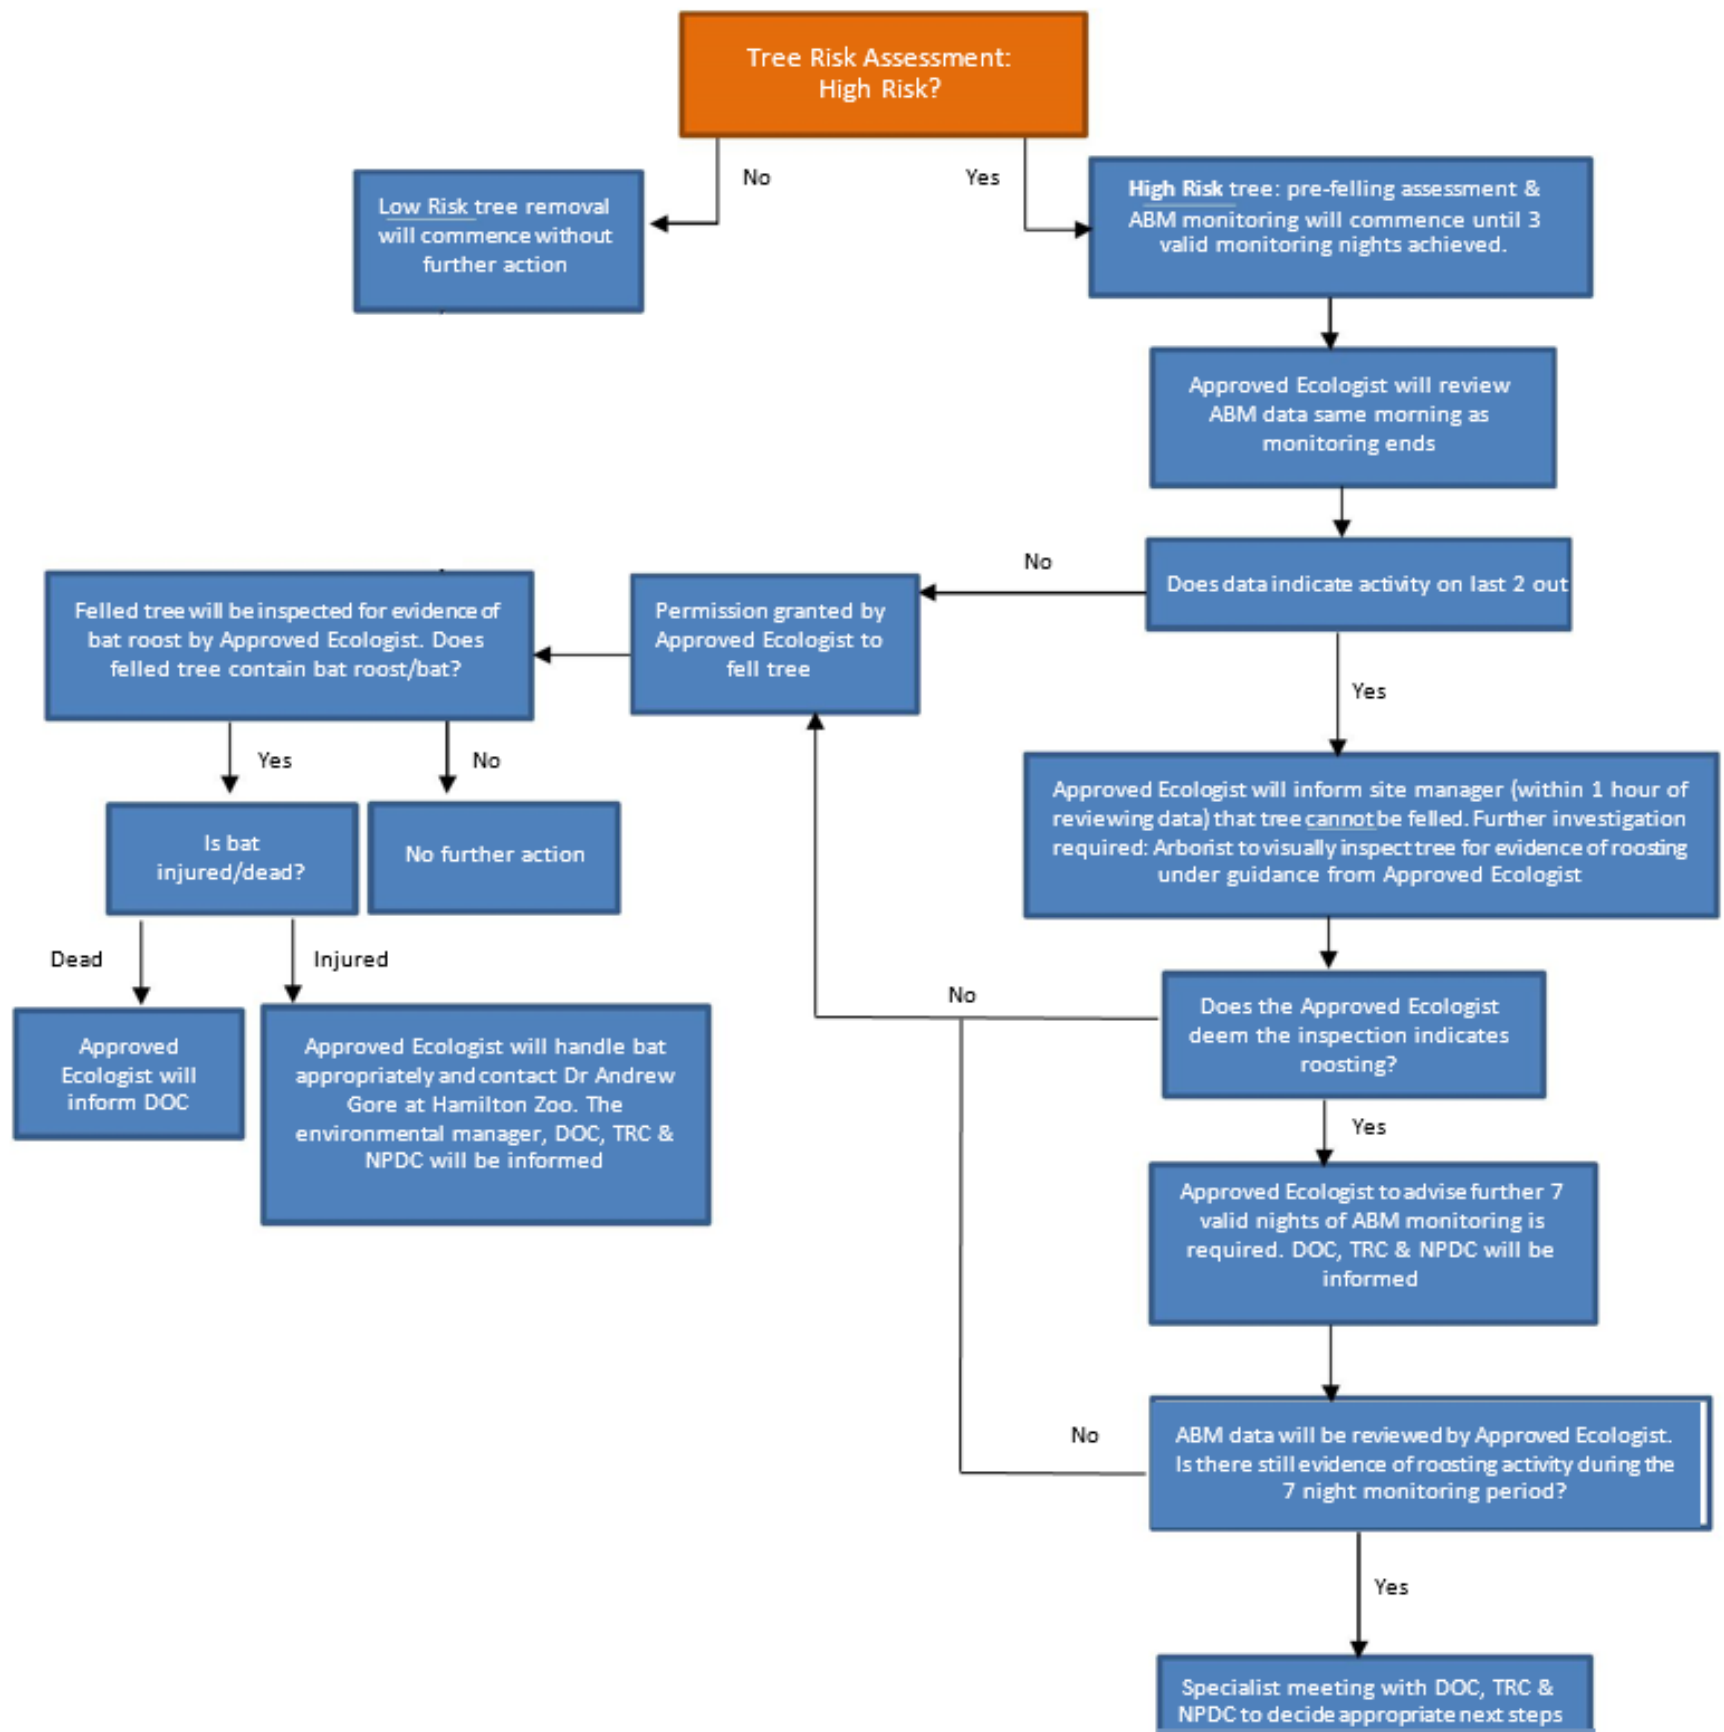 Tree Risk Assessment:
High Risk?
No
Yes
Low Risk tree removal
will commence without
further action
High Risk tree: pre-felling assessment &
ABM monitoring will commence until 3
valid monitoring nights achieved.
Approved Ecologist will review
ABM data same morning as
monitoring ends
Does data indicate activity on last 2 out
No
Yes
Permission granted by
Approved Ecologist to
fell tree
Felled tree will be inspected for evidence of
bat roost by Approved Ecologist. Does
felled tree contain bat roost/bat?
Yes
No
Is bat
injured/dead?
No further action
Dead
Injured
Approved
Ecologist will
inform DOC
Approved Ecologist will handle bat
appropriately and contact Dr Andrew
Gore at Hamilton Zoo. The
environmental manager, DOC, TRC &
NPDC will be informed
Approved Ecologist will inform site manager (within 1 hour of
reviewing data) that tree cannot be felled. Further investigation
required: Arborist to visually inspect tree for evidence of roosting
under guidance from Approved Ecologist
Does the Approved Ecologist
deem the inspection indicates
roosting?
No
Yes
Approved Ecologist to advise further 7
valid nights of ABM monitoring is
required. DOC, TRC & NPDC will be
informed
ABM data will be reviewed by Approved Ecologist.
Is there still evidence of roosting activity during the
7 night monitoring period?
No
Yes
Specialist meeting with DOC, TRC &
NPDC to decide appropriate next steps